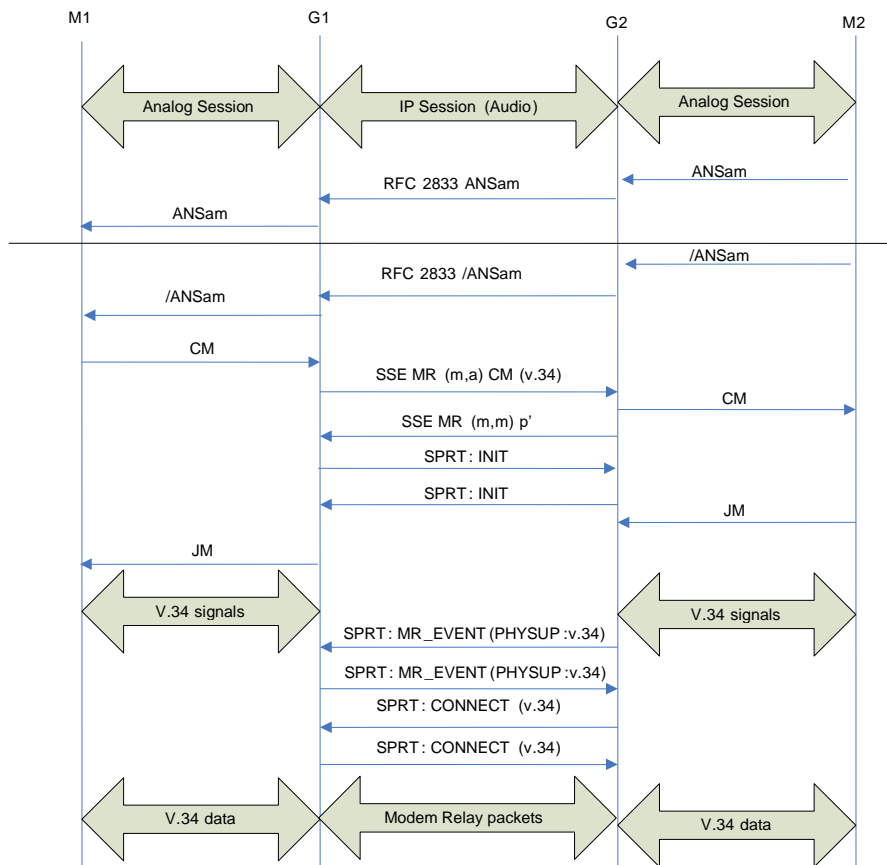 M1
G1
G2
M2
Analog Session
IP Session (Audio)
Analog Session
ANSam
RFC 2833 ANSam
ANSam
/ANSam
RFC 2833 /ANSam
/ANSam
CM
SSE MR (m,a) CM (v.34)
CM
SSE MR (m,m) p'
SPRT: INIT
SPRT: INIT
JM
JM
V.34 signals
V.34 signals
SPRT: MR_EVENT(PHYSUP:v.34)
SPRT: MR_EVENT(PHYSUP:v.34)
SPRT: CONNECT (v.34)
SPRT: CONNECT (v.34)
V.34 data
Modem Relay packets
V.34 data